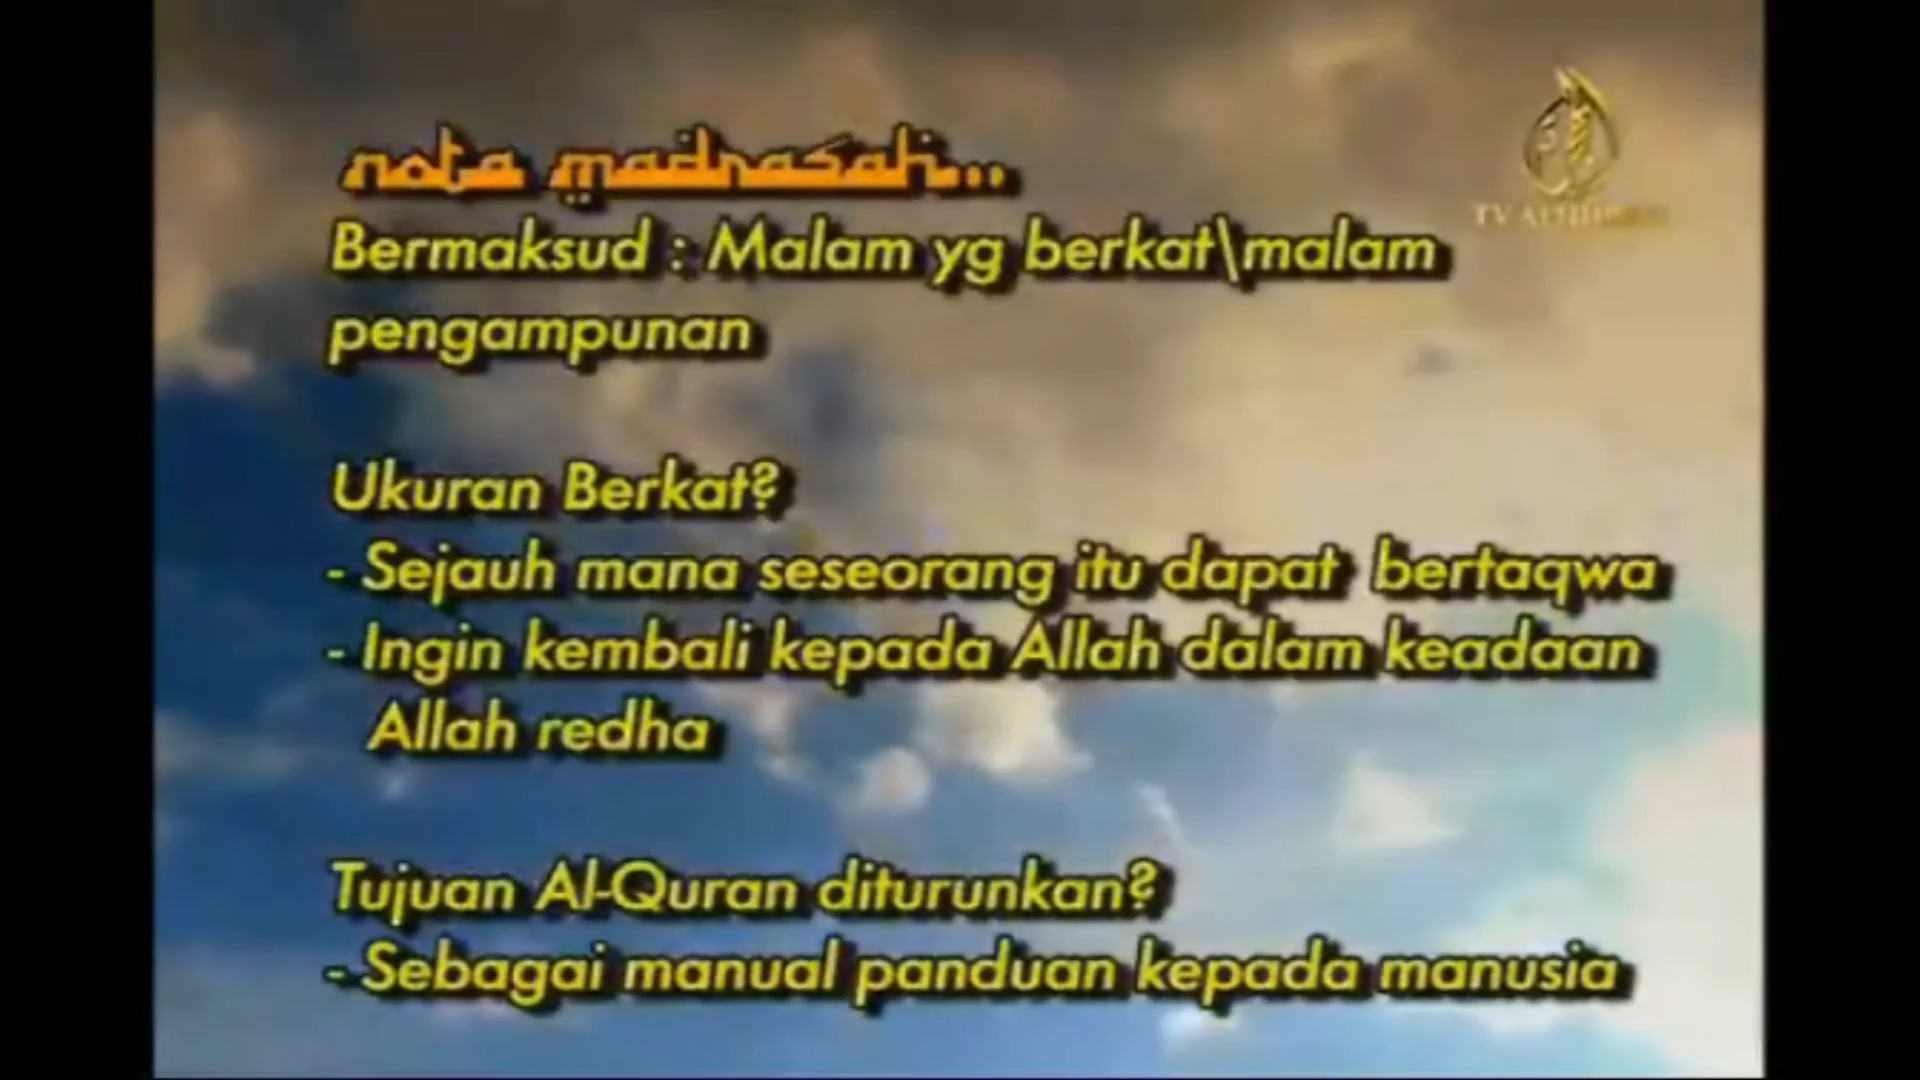 nota madrasah...
Bermaksud : Malam yg berkat\malam
pengampunan
Ukuran Berkat?
- Sejauh mana seseorang itu dapat bertaqwa
- Ingin kembali kepada Allah dalam keadaan
Allah redha
Tujuan Al-Quran diturunkan?
- Sebagai manual panduan kepada manusia
TV